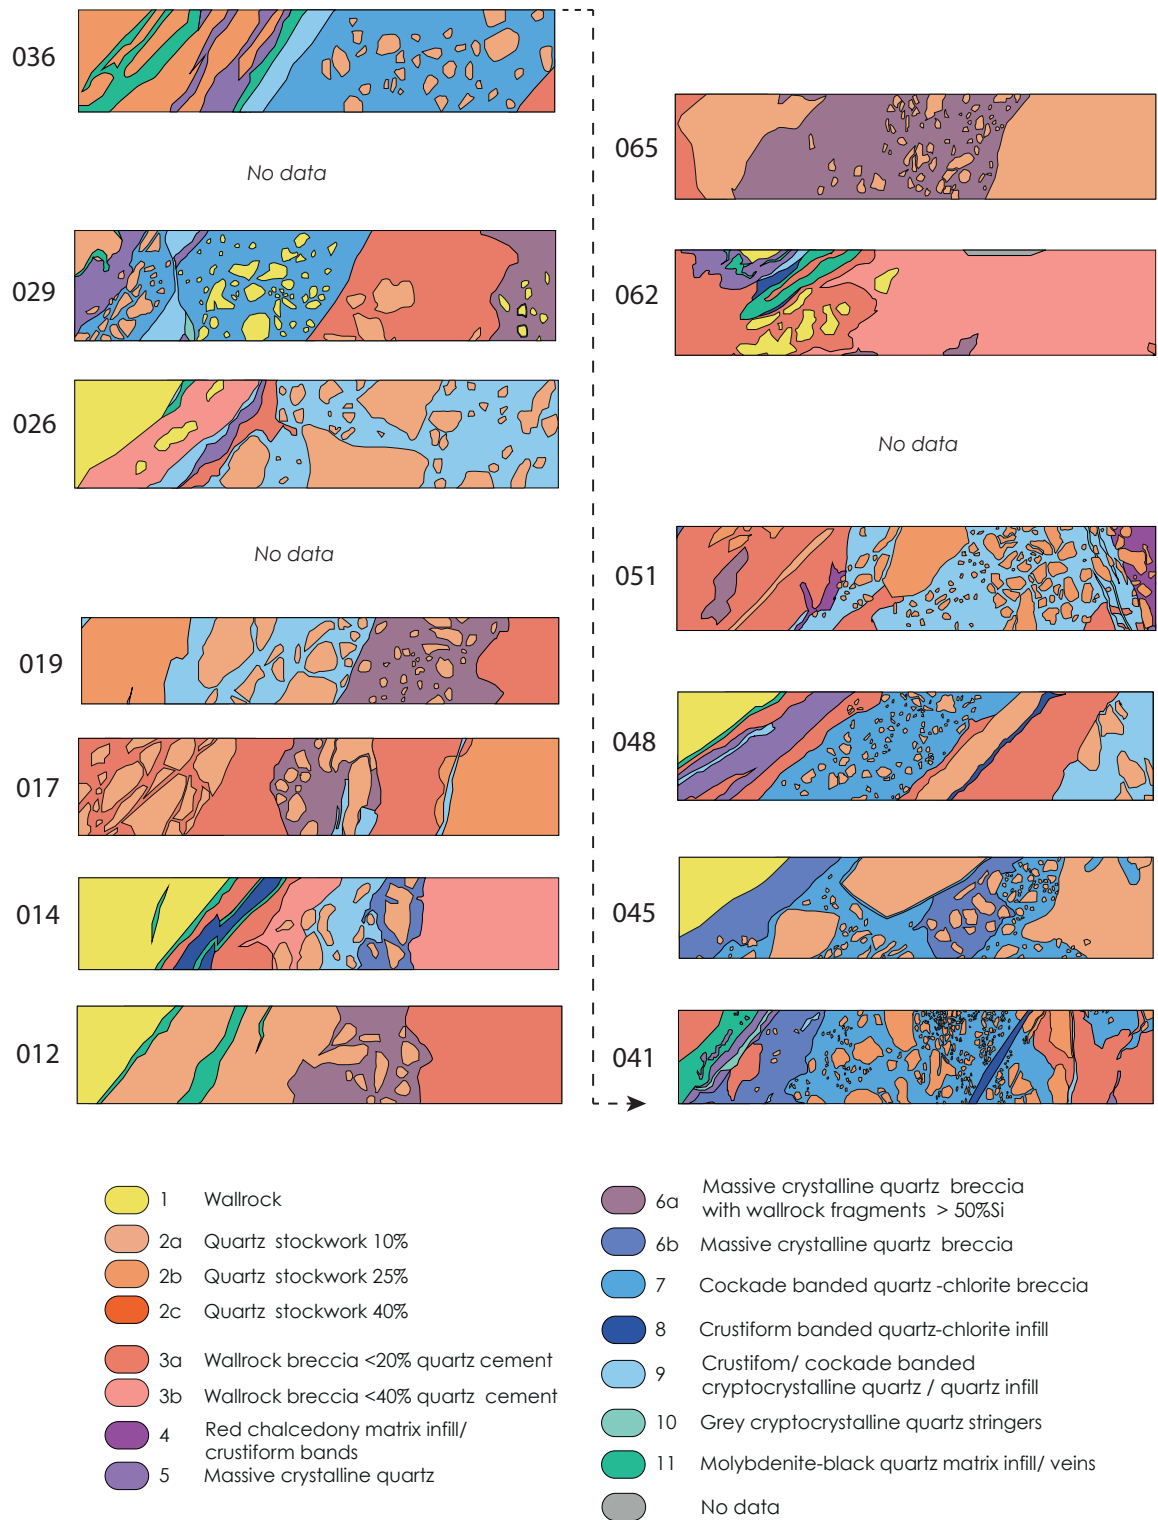 036
No data
029
026
No data
019
017
014
012
065
062
No data
051
048
045
041
1 Wallrock
2a Quartz stockwork 10%
2b Quartz stockwork 25%
2c Quartz stockwork 40%
3a Wallrock breccia <20% quartz cement
3b Wallrock breccia <40% quartz cement
4 Red chalcedony matrix infill/
crustiform bands
5 Massive crystalline quartz
6a Massive crystalline quartz breccia
with wallrock fragments > 50%Si
6b Massive crystalline quartz breccia
7 Cockade banded quartz -chlorite breccia
8 Crustiform banded quartz-chlorite infill
9 Crustifom/ cockade banded
cryptocrystalline quartz / quartz infill
10 Grey cryptocrystalline quartz stringers
11 Molybdenite-black quartz matrix infill/ veins
No data